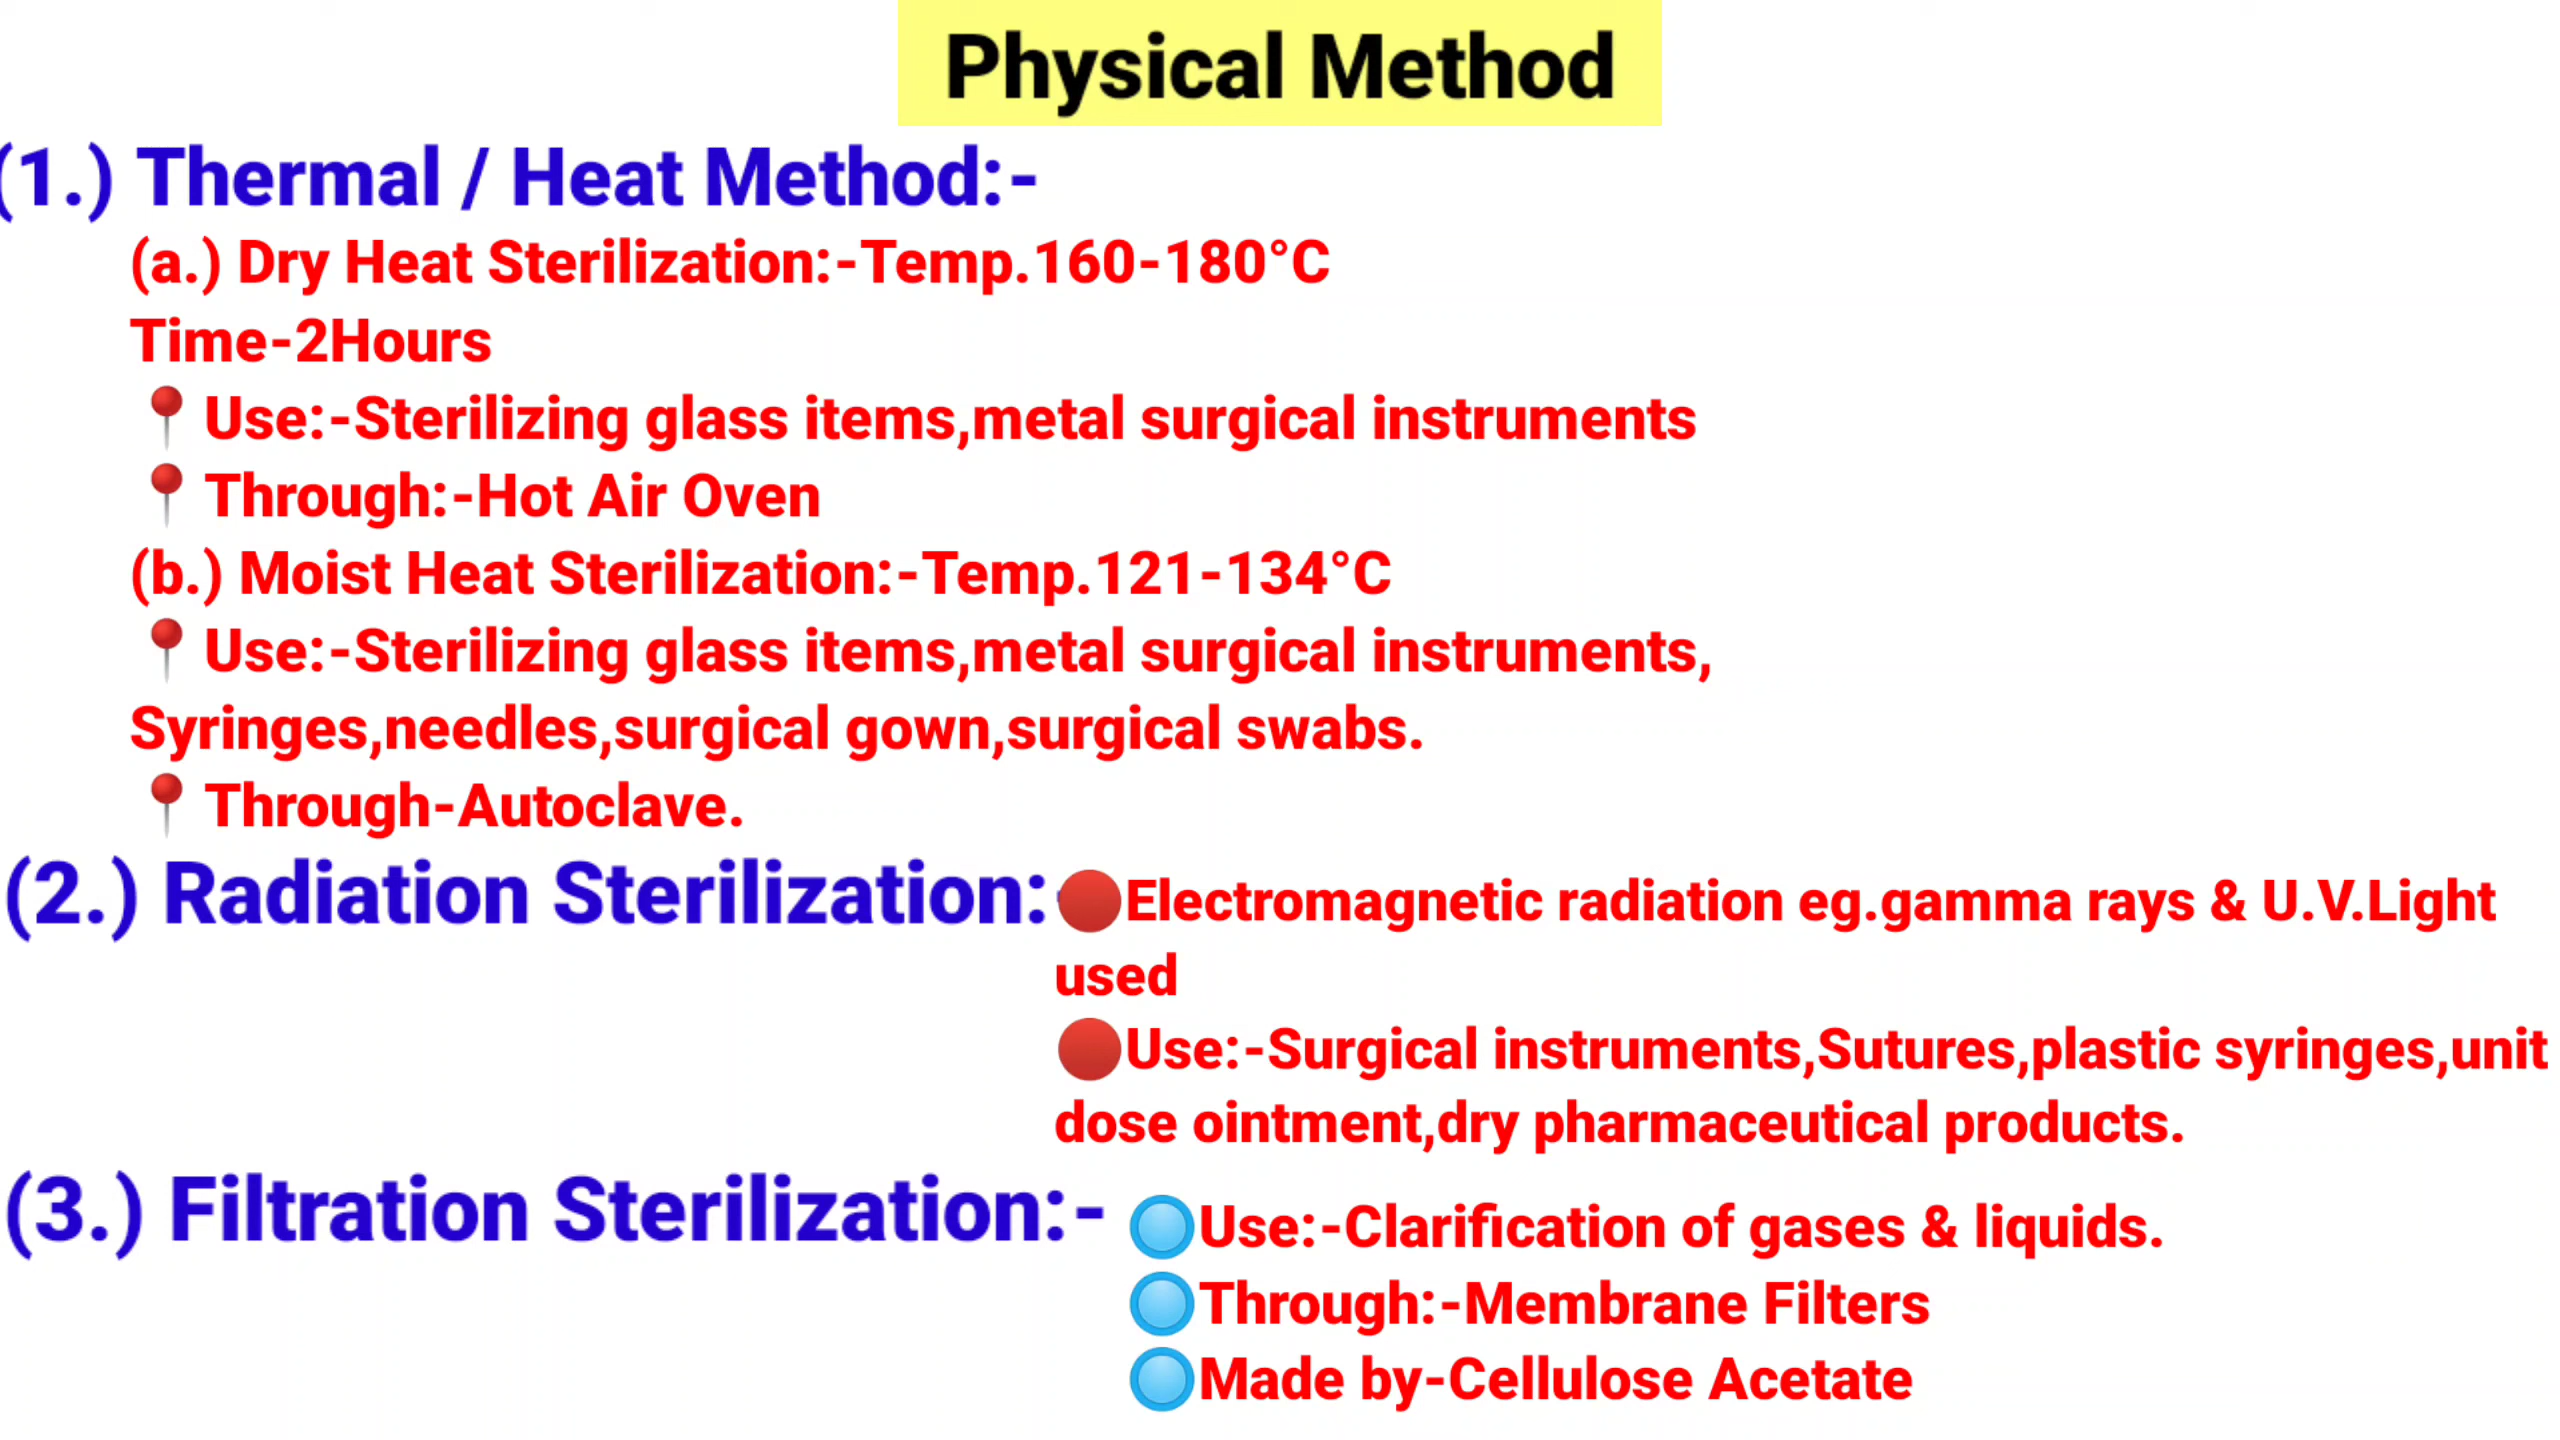 Physical Method
(1.) Thermal / Heat Method:-
(a.) Dry Heat Sterilization:-Temp.160-180°C
Time-2Hours
📍Use:-Sterilizing glass items,metal surgical instruments
📍Through:-Hot Air Oven
(b.) Moist Heat Sterilization:-Temp.121-134°C
📍Use:-Sterilizing glass items,metal surgical instruments,
Syringes,needles,surgical gown,surgical swabs.
📍Through-Autoclave.
(2.) Radiation Sterilization:-
🔴Electromagnetic radiation eg.gamma rays & U.V.Light
used
🔴Use:-Surgical instruments,Sutures,plastic syringes,unit
dose ointment,dry pharmaceutical products.
(3.) Filtration Sterilization:-
Use:-Clarification of gases & liquids.
Through:-Membrane Filters
Made by-Cellulose Acetate